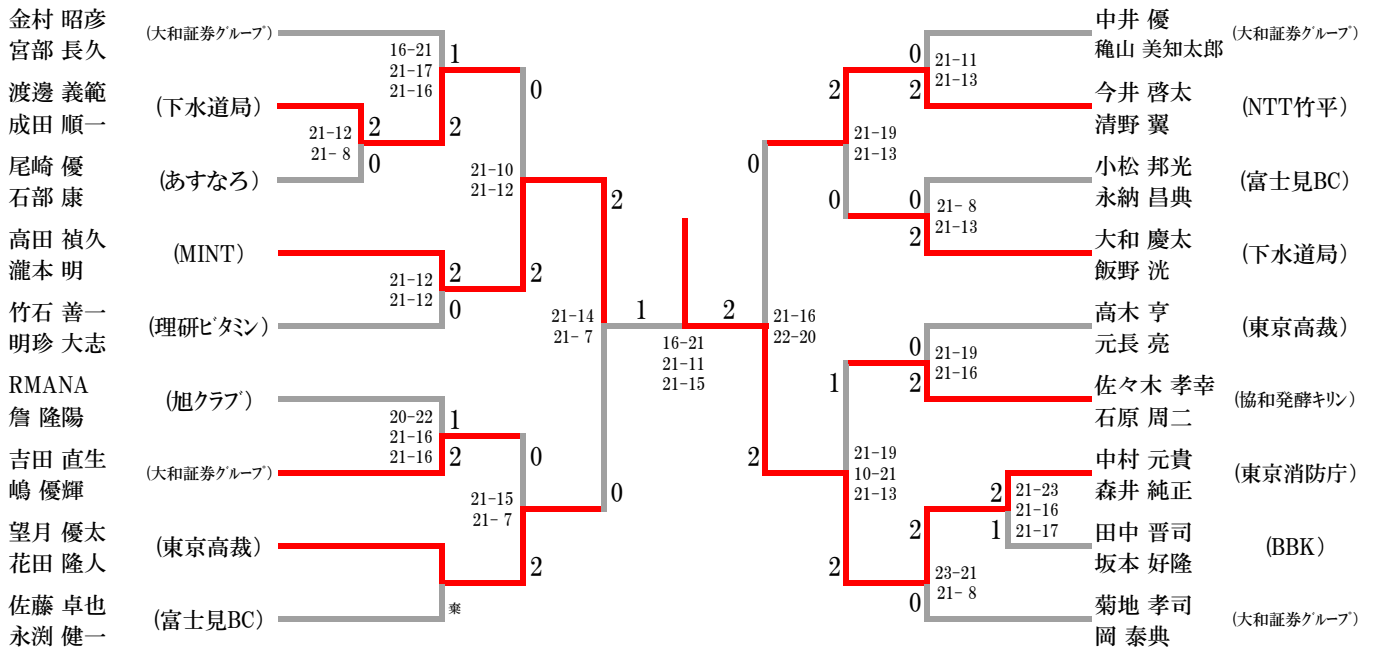 金村 昭彦
宮部 長久
(大和証券グループ)
渡邊 義範
成田 順一
(下水道局)
尾崎 優
石部 康
(あすなろ)
高田 禎久
瀧本 明
(MINT)
竹石 善一
明珍 大志
(理研ビタミン)
RMANA
詹 隆陽
(旭クラブ)
吉田 直生
嶋 優輝
(大和証券グループ)
望月 優太
花田 隆人
(東京高裁)
佐藤 卓也
永渕 健一
(富士見BC)
21-12
21- 8
2
0
16-21
21-17
21-16
1
2
21-12
21-12
2
0
21-10
21-12
0
2
20-22
21-16
21-16
1
2
棄
21-15
21- 7
0
2
21-14
21- 7
2
0
1
2
16-21
21-11
21-15
21-16
22-20
0
2
21-19
21-13
2
0
21-11
21-13
0
2
21- 8
21-13
0
2
21-19
10-21
21-13
1
2
21-19
21-16
0
2
23-21
21- 8
2
0
21-23
21-16
21-17
2
1
中井 優
穐山 美知太郎
(大和証券グループ)
今井 啓太
清野 翼
(NTT竹平)
小松 邦光
永納 昌典
(富士見BC)
大和 慶太
飯野 洸
(下水道局)
高木 亨
元長 亮
(東京高裁)
佐々木 孝幸
石原 周二
(協和発酵キリン)
中村 元貴
森井 純正
(東京消防庁)
田中 晋司
坂本 好隆
(BBK)
菊地 孝司
岡 泰典
(大和証券グループ)